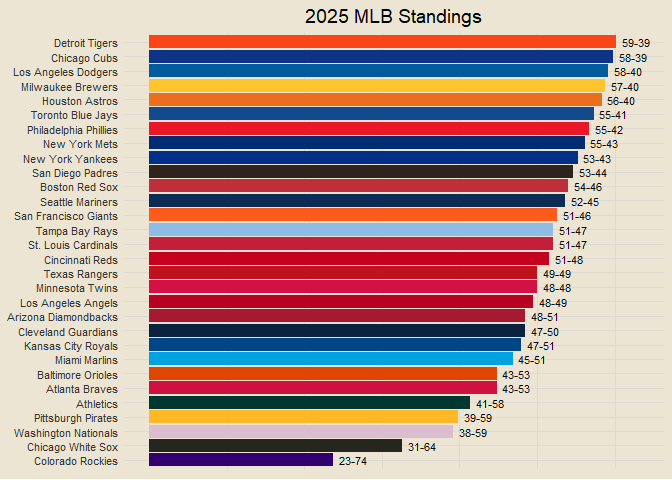 2025 MLB Standings
Detroit Tigers 59-39
Chicago Cubs 58-39
Los Angeles Dodgers 58-40
Milwaukee Brewers 57-40
Houston Astros 56-40
Toronto Blue Jays 55-41
Philadelphia Phillies 55-42
New York Mets 55-43
New York Yankees 53-43
San Diego Padres 53-44
Boston Red Sox 54-46
Seattle Mariners 52-45
San Francisco Giants 51-46
Tampa Bay Rays 51-47
St. Louis Cardinals 51-47
Cincinnati Reds 51-48
Texas Rangers 49-49
Minnesota Twins 48-48
Los Angeles Angels 48-49
Arizona Diamondbacks 48-51
Cleveland Guardians 47-50
Kansas City Royals 47-51
Miami Marlins 45-51
Baltimore Orioles 43-53
Atlanta Braves 43-53
Athletics 41-58
Pittsburgh Pirates 39-59
Washington Nationals 38-59
Chicago White Sox 31-64
Colorado Rockies 23-74